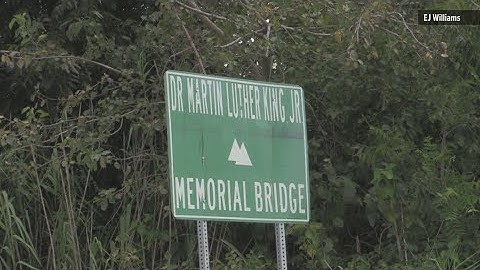 EJ Williams
DR MARTIN LUTHER KING JR
MEMORIAL BRIDGE